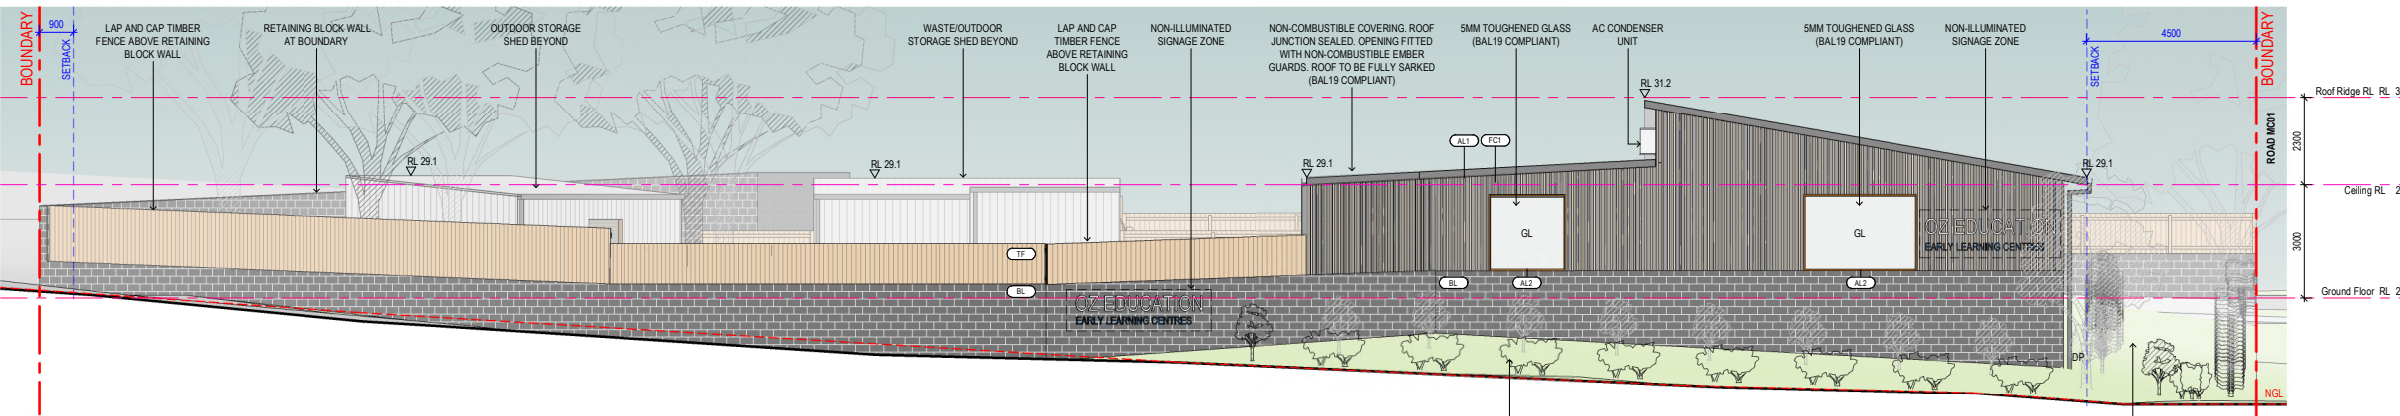 900
BOUNDARY
SETBACK
LAP AND CAP TIMBER
FENCE ABOVE RETAINING
BLOCK WALL
RETAINING BLOCK WALL
AT BOUNDARY
OUTDOOR STORAGE
SHED BEYOND
WASTE/OUTDOOR
STORAGE SHED BEYOND
LAP AND CAP
TIMBER FENCE
ABOVE RETAINING
BLOCK WALL
NON-ILLUMINATED
SIGNAGE ZONE
NON-COMBUSTIBLE COVERING. ROOF
JUNCTION SEALED. OPENING FITTED
WITH NON-COMBUSTIBLE EMBER
GUARDS. ROOF TO BE FULLY SARKED
(BAL19 COMPLIANT)
5MM TOUGHENED GLASS
(BAL19 COMPLIANT)
AC CONDENSER
UNIT
5MM TOUGHENED GLASS
(BAL19 COMPLIANT)
NON-ILLUMINATED
SIGNAGE ZONE
SETBACK
4500
BOUNDARY
RL 31.2
Roof Ridge RL RL 3
ROAD MC01
2300
AL1
FC1
RL 29.1
RL 29.1
RL 29.1
RL 29.1
Ceiling RL 2
GL
GL
OZ EDUCATION
EARLY LEARNING CENTRES
3000
TF
BL
BL
AL2
AL2
Ground Floor RL 2
OZ EDUCATION
EARLY LEARNING CENTRES
DP
NGL